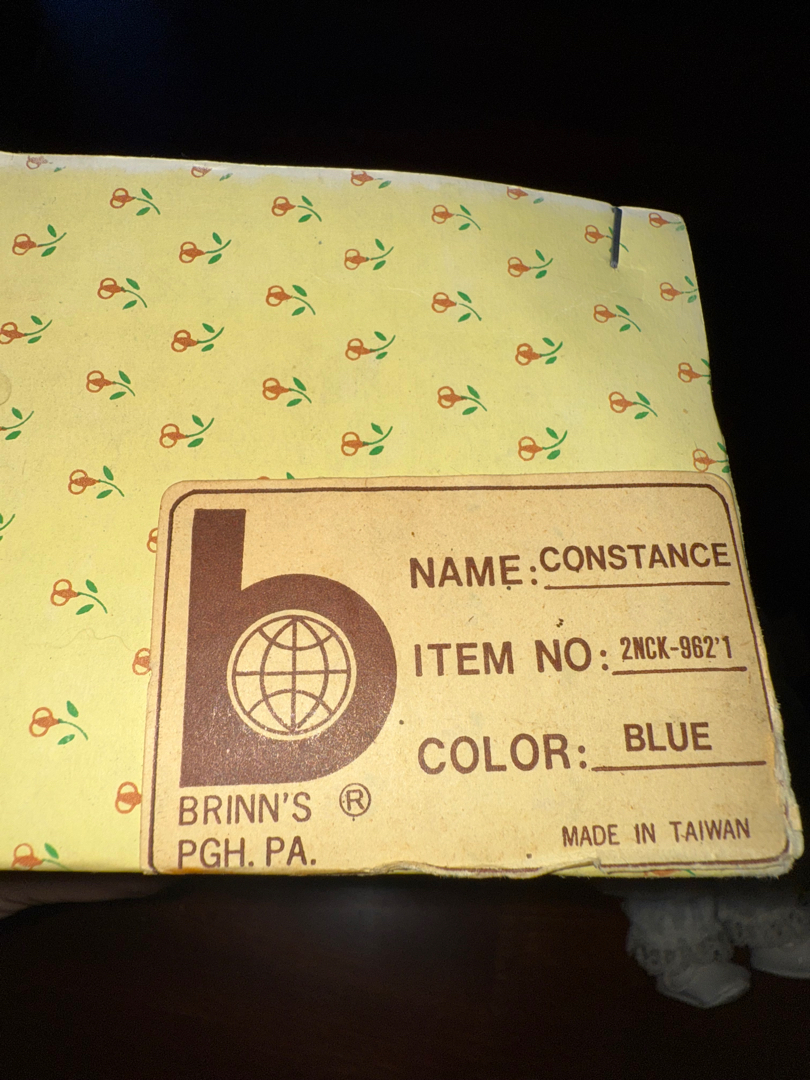 b
NAME: CONSTANCE
ITEM NO: 2NCK-962'1
COLOR: BLUE
BRINN'S ®
PGH. PA.
MADE IN TAIWAN